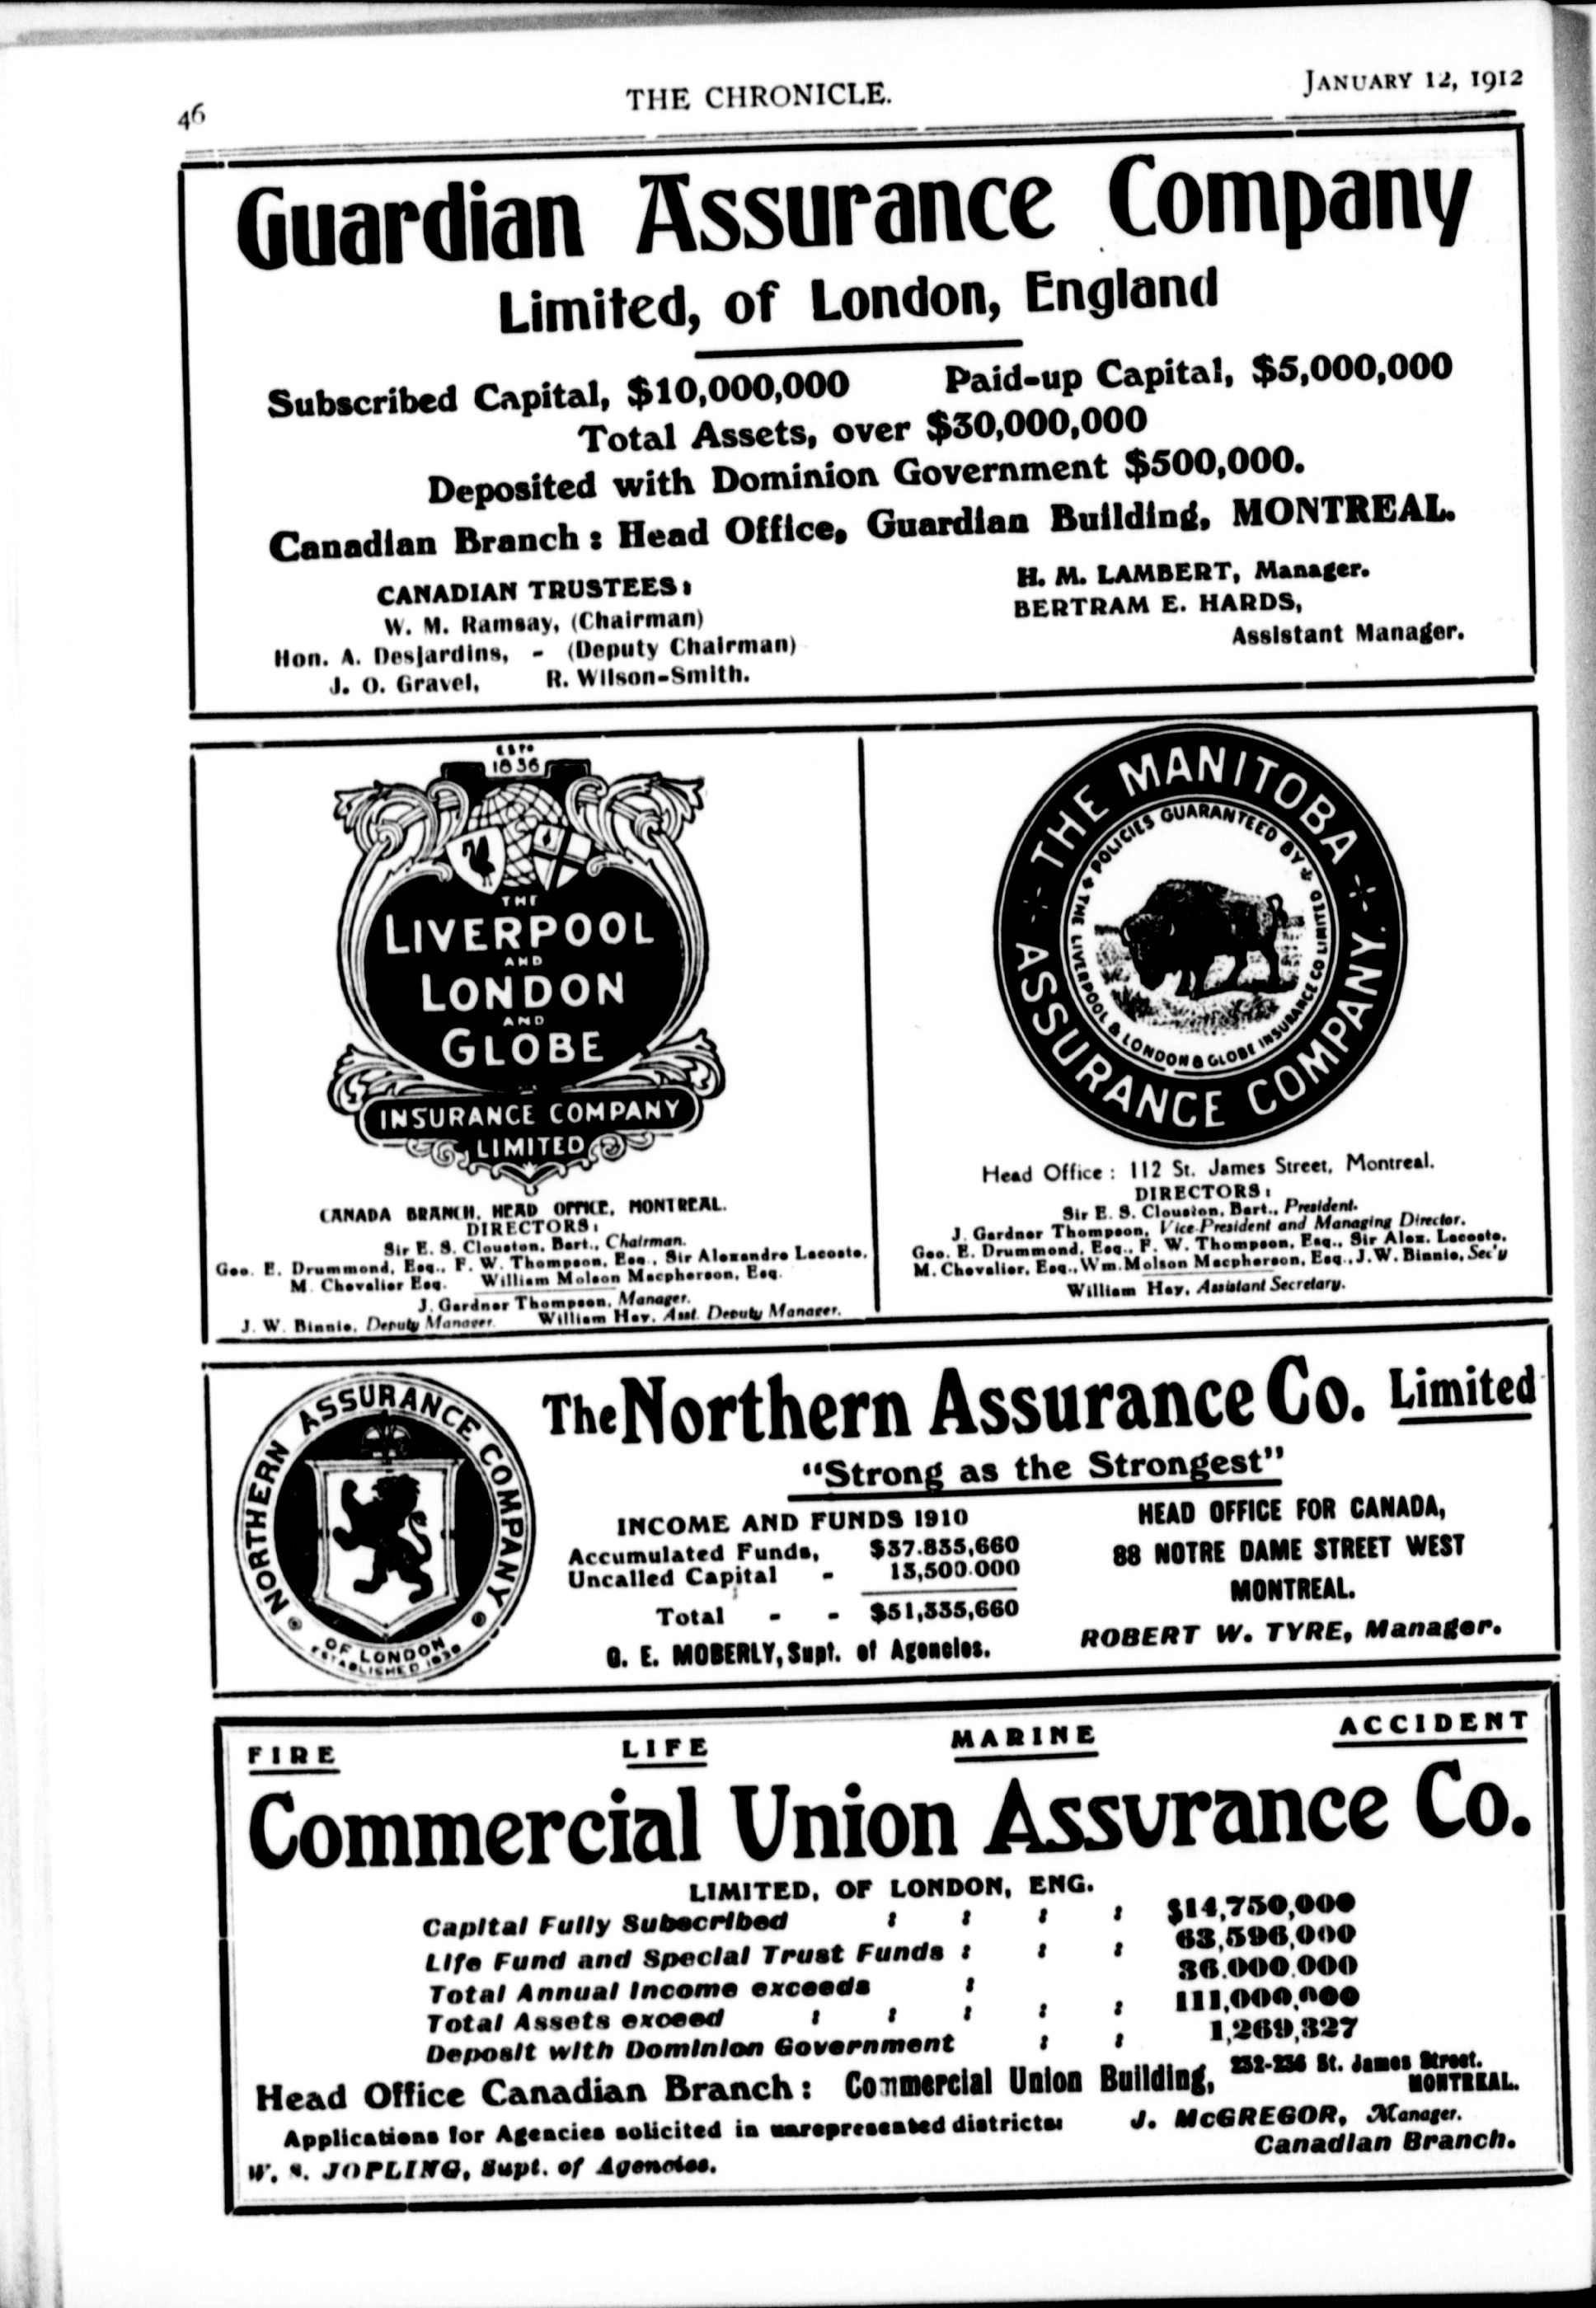 46
THE CHRONICLE.
JANUARY 12, 1912
Guardian Assurance Company
Limited, of London, England
Subscribed Capital, $10,000,000 Paid-up Capital, $5,000,000
Total Assets, over $30,000,000
Deposited with Dominion Government $500,000.
Canadian Branch : Head Office, Guardian Building, MONTREAL.
CANADIAN TRUSTEES :
W. M. Ramsay, (Chairman)
Hon. A. Desjardins, - (Deputy Chairman)
J. O. Gravel, R. Wilson-Smith.
H. M. LAMBERT, Manager.
BERTRAM E. HARDS,
Assistant Manager.
ESTD
1836
THE
LIVERPOOL
AND
LONDON
AND
GLOBE
INSURANCE COMPANY
LIMITED
CANADA BRANCH, HEAD OFFICE, MONTREAL.
DIRECTORS :
Sir E. S. Clouston, Bart., Chairman.
Geo. E. Drummond, Esq., F. W. Thompson, Esq., Sir Alexandre Lacoste,
M. Chevalier Esq. William Molson Macpherson, Esq.
J. Gardner Thompson, Manager.
J. W. Binnie, Deputy Manager. William Hay, Asst. Deputy Manager.
THE MANITOBA ASSURANCE COMPANY.
POLICIES GUARANTEED BY THE LIVERPOOL & LONDON & GLOBE INSURANCE CO LIMITED
Head Office : 112 St. James Street, Montreal.
DIRECTORS :
Sir E. S. Clouston, Bart., President.
J. Gardner Thompson, Vice-President and Managing Director.
Geo. E. Drummond, Esq., F. W. Thompson, Esq., Sir Alex. Lacoste,
M. Chevalier, Esq., Wm. Molson Macpherson, Esq., J. W. Binnie, Sec'y
William Hay, Assistant Secretary.
NORTHERN ASSURANCE COMPANY
OF LONDON
ESTABLISHED 1836
The Northern Assurance Co. Limited
"Strong as the Strongest"
INCOME AND FUNDS 1910
Accumulated Funds, $37.835,660
Uncalled Capital - 13,500.000
Total - - $51,335,660
G. E. MOBERLY, Supt. of Agencies.
HEAD OFFICE FOR CANADA,
88 NOTRE DAME STREET WEST
MONTREAL.
ROBERT W. TYRE, Manager.
FIRE LIFE MARINE ACCIDENT
Commercial Union Assurance Co.
LIMITED, OF LONDON, ENG.
Capital Fully Subscribed : : : : $14,750,000
Life Fund and Special Trust Funds : : : 63,596,000
Total Annual Income exceeds : 36.000.000
Total Assets exceed : : : : : 111,000,000
Deposit with Dominion Government : : 1,269,327
Head Office Canadian Branch : Commercial Union Building, 232-236 St. James Street.
MONTREAL.
Applications for Agencies solicited in unrepresented districts:
W. S. JOPLING, Supt. of Agencies.
J. McGREGOR, Manager.
Canadian Branch.